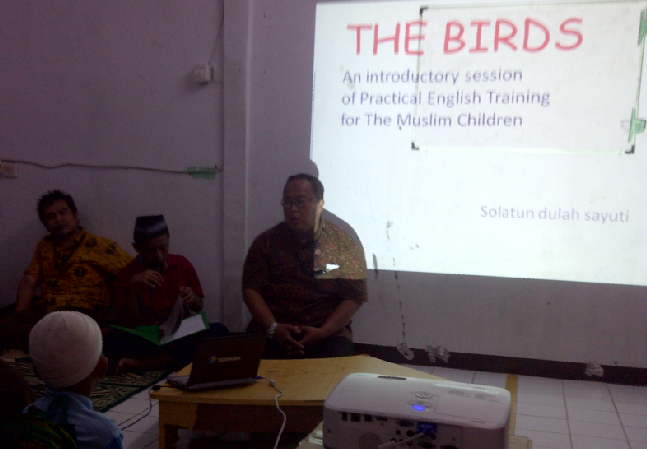 THE BIRDS
An introductory session
of Practical English Training
for The Muslim Children
Solatun dulah sayuti